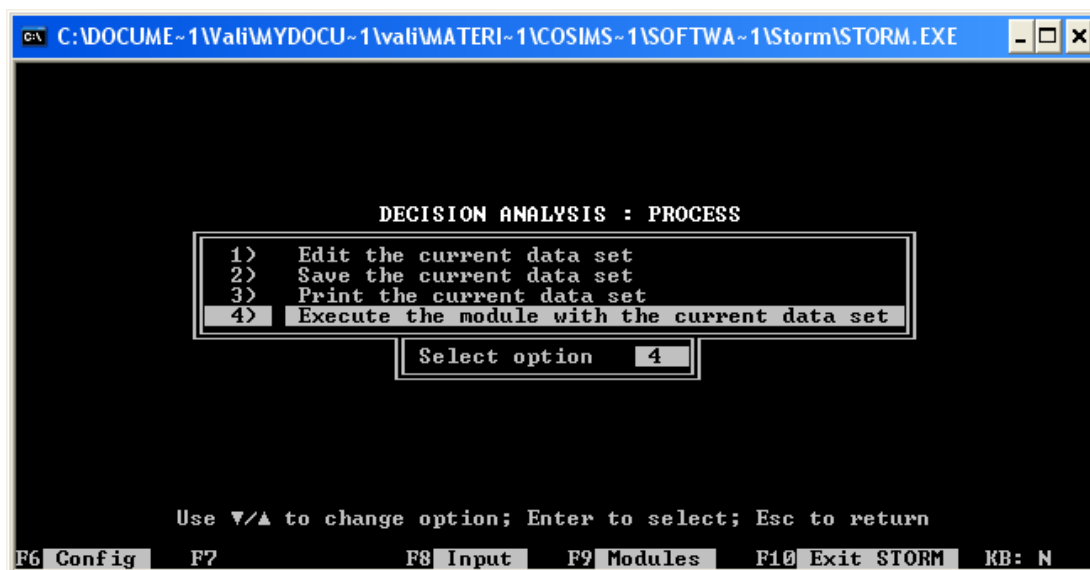 C:\DOCUME~1\Vali\MYDOCU~1\vali\MATERI~1\COSIMS~1\SOFTWA~1\Storm\STORM.EXE
DECISION ANALYSIS : PROCESS
1) Edit the current data set
2) Save the current data set
3) Print the current data set
4) Execute the module with the current data set
Select option 4
Use ▼/▲ to change option; Enter to select; Esc to return
F6 Config F7 F8 Input F9 Modules F10 Exit STORM KB: N